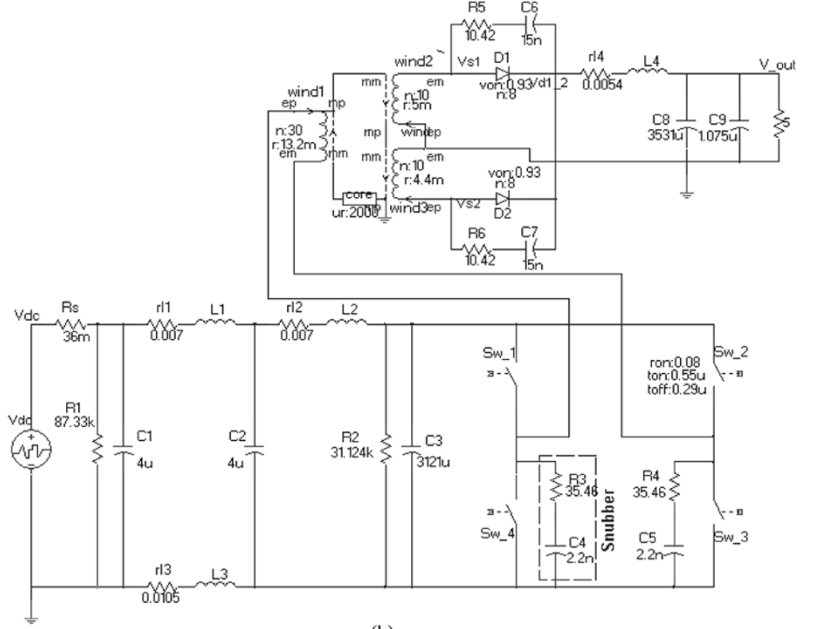 R5 C6
10.42 15n
wind2 Vs1 D1 rl4 L4 V_out
mm em von:0.93 Vd1_2 0.0054
n:8
wind1
ep mp n:10
r:5m
n:30
r:13.2m
mp ep
C8 C9 5
3531u 1.075u
em mm mm em
n:10
r:4.4m
von:0.93
n:8
core
ur:2000
wind3 ep Vs2 D2
R6 C7
10.42 15n
Vdc Rs rl1 L1 rl2 L2
36m 0.007 0.007
Sw_1 Sw_2
ron:0.08
ton:0.55u
toff:0.29u
Vdc
R1
87.33k
C1
4u
C2
4u
R2
31.124k
C3
3121u
R3
35.46
R4
35.46
Snubber
Sw_4
C4
2.2n
C5
2.2n
Sw_3
rl3 L3
0.0105